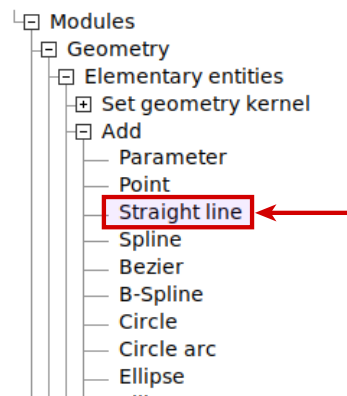 Modules
Geometry
Elementary entities
Set geometry kernel
Add
Parameter
Point
Straight line
Spline
Bezier
B-Spline
Circle
Circle arc
Ellipse